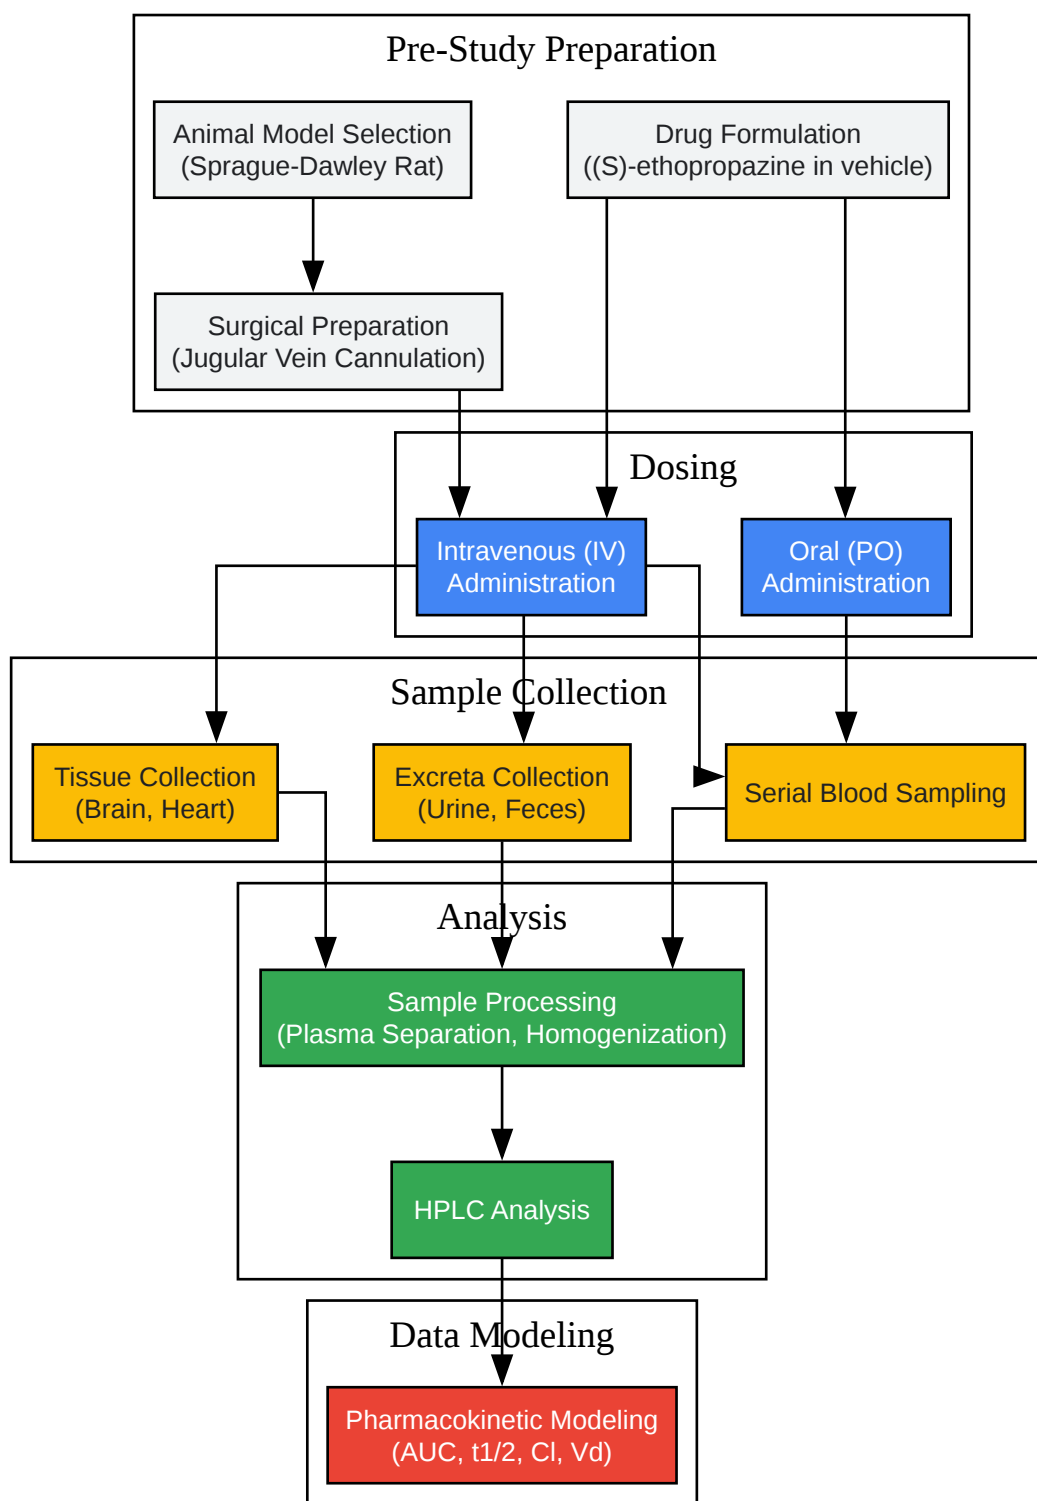 Pre-Study Preparation
Animal Model Selection
(Sprague-Dawley Rat)
Drug Formulation
((S)-ethopropazine in vehicle)
Surgical Preparation
(Jugular Vein Cannulation)
Dosing
Intravenous (IV)
Administration
Oral (PO)
Administration
Sample Collection
Tissue Collection
(Brain, Heart)
Excreta Collection
(Urine, Feces)
Serial Blood Sampling
Analysis
Sample Processing
(Plasma Separation, Homogenization)
HPLC Analysis
Data Modeling
Pharmacokinetic Modeling
(AUC, t1/2, Cl, Vd)